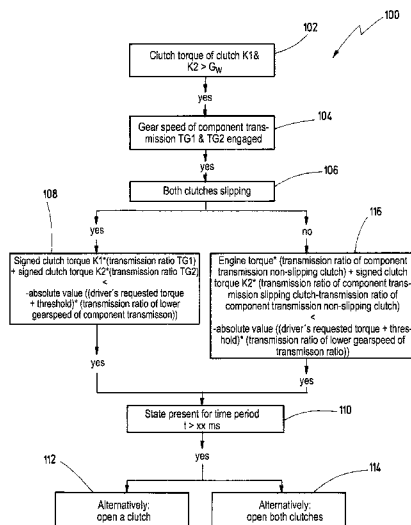 100
102
Clutch torque of clutch K1&
K2 > GW
yes
104
Gear speed of component trans-
mission TG1 & TG2 engaged
yes
106
Both clutches slipping
108
yes
no
116
Signed clutch torque K1*(transmission ratio TG1)
+ signed clutch torque K2*(transmission ratio TG2)
<
-absolute value ((driver's requested torque
+ threshold)* (transmission ratio of lower
gearspeed of component transmisson))
Engine torque* (transmission ratio of component
transmission non-slipping clutch) + signed clutch
torque K2* (transmission ratio of component trans-
mission slipping clutch-transmission ratio of
component transmission non-slipping clutch)
<
-absolute value ((driver's requested torque + thres-
hold)* (transmission ratio of lower gearspeed of
transmission ratio))
yes
yes
State present for time period
t > xx ms
110
yes
112
114
Alternatively:
open a clutch
Alternatively:
open both clutches